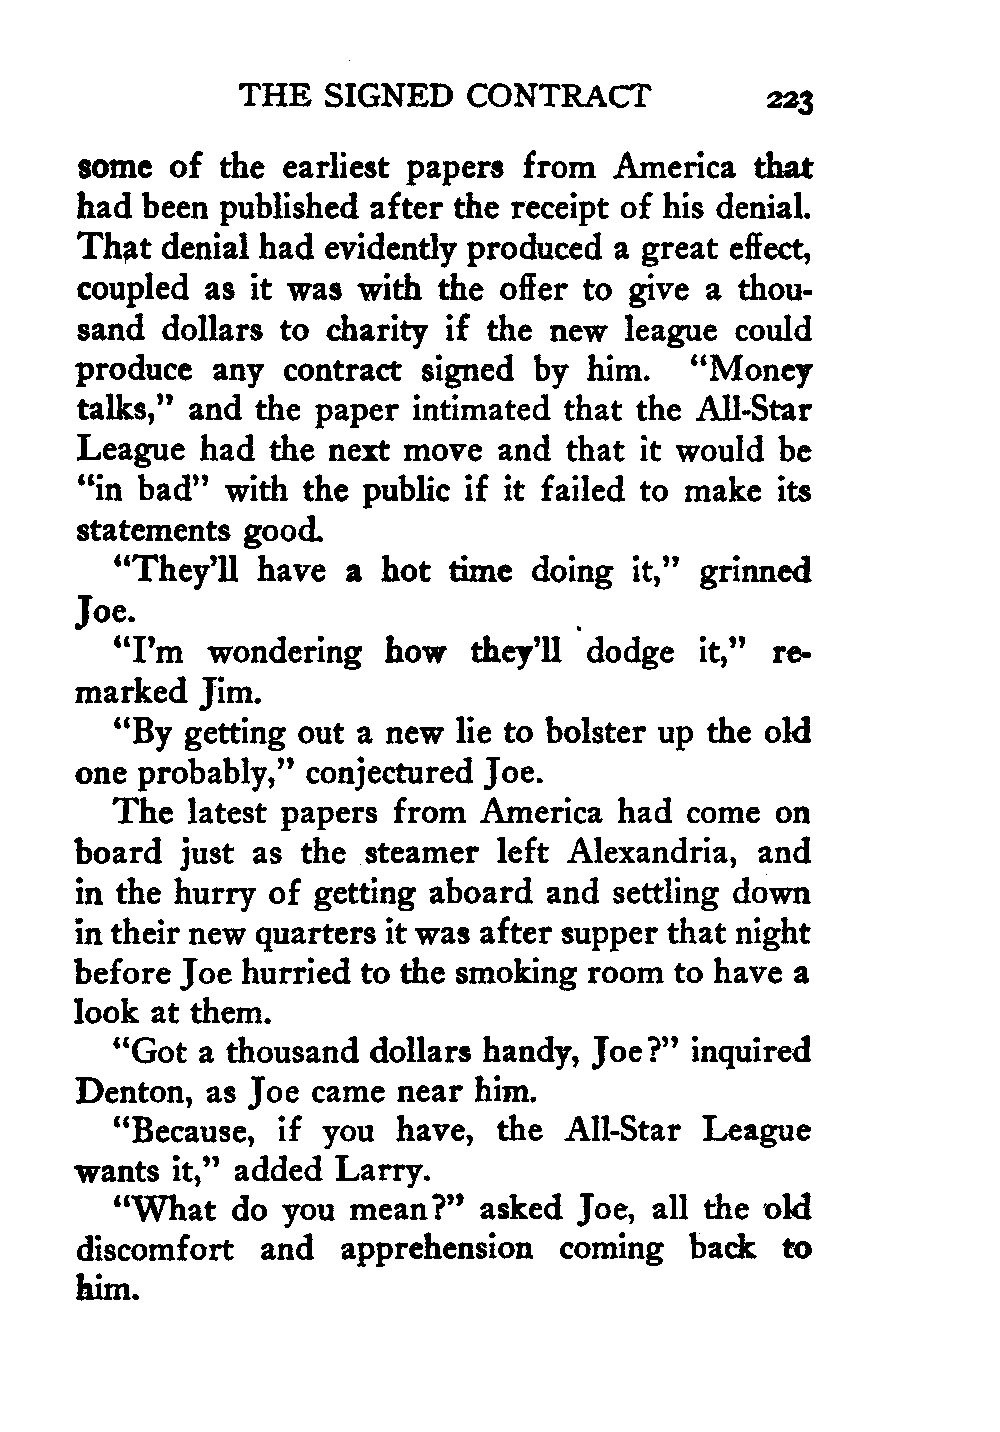 THE SIGNED CONTRACT 223
some of the earliest papers from America that
had been published after the receipt of his denial.
That denial had evidently produced a great effect,
coupled as it was with the offer to give a thou-
sand dollars to charity if the new league could
produce any contract signed by him. “Money
talks,” and the paper intimated that the All-Star
League had the next move and that it would be
“in bad” with the public if it failed to make its
statements good.
“They’ll have a hot time doing it,” grinned
Joe.
“I’m wondering how they’ll dodge it,” re-
marked Jim.
“By getting out a new lie to bolster up the old
one probably,” conjectured Joe.
The latest papers from America had come on
board just as the steamer left Alexandria, and
in the hurry of getting aboard and settling down
in their new quarters it was after supper that night
before Joe hurried to the smoking room to have a
look at them.
“Got a thousand dollars handy, Joe?” inquired
Denton, as Joe came near him.
“Because, if you have, the All-Star League
wants it,” added Larry.
“What do you mean?” asked Joe, all the old
discomfort and apprehension coming back to
him.